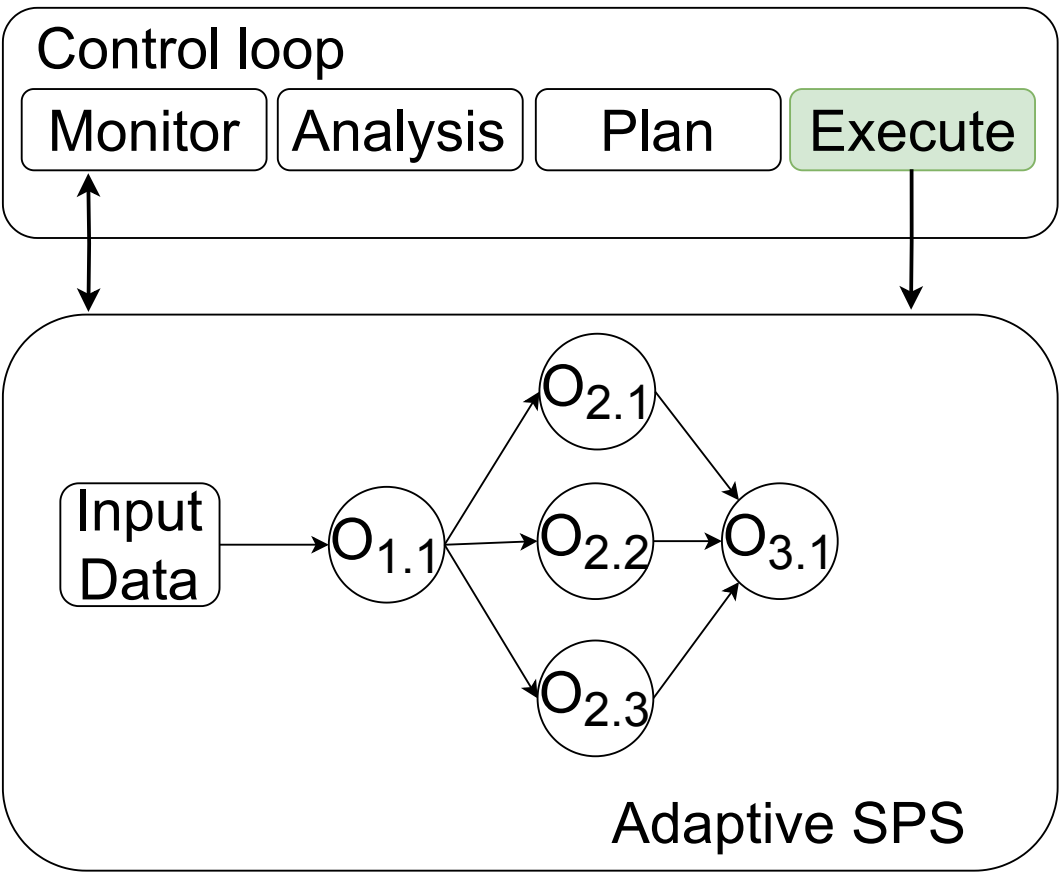 Control loop
Monitor Analysis Plan Execute
O2.1
Input
Data
O1.1
O2.2
O3.1
O2.3
Adaptive SPS